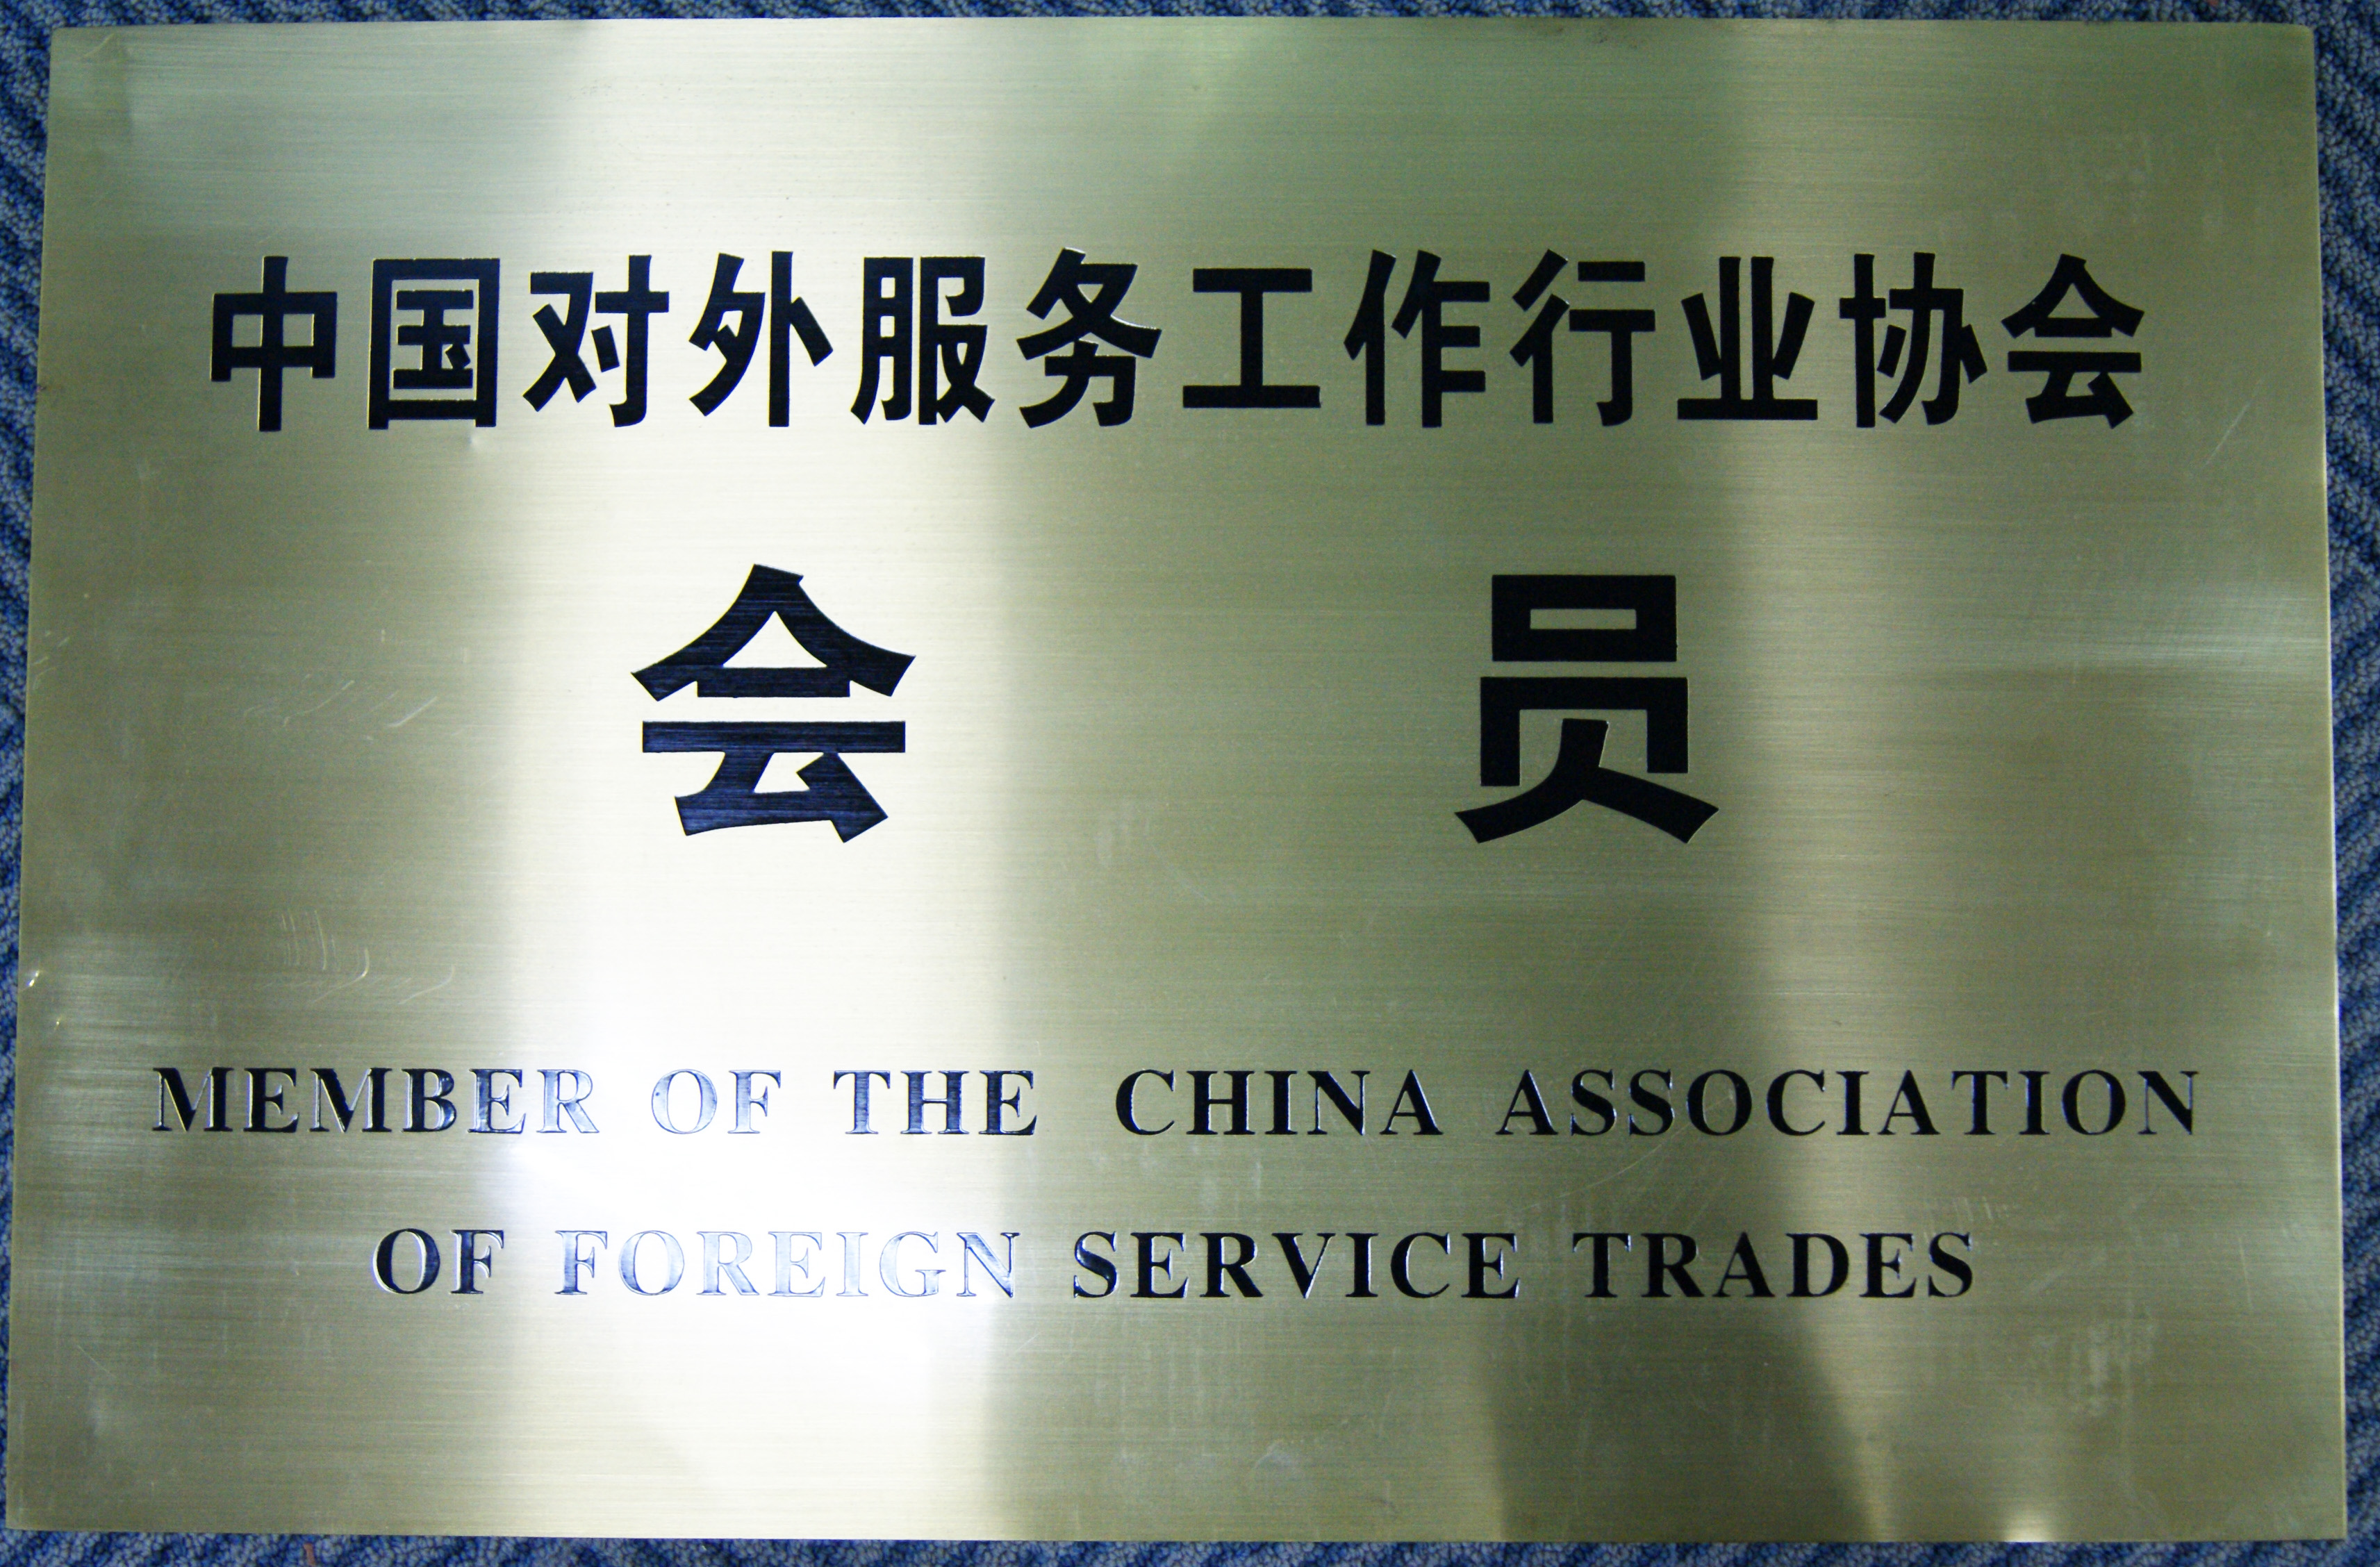 中国对外服务工作行业协会
会 员
MEMBER OF THE CHINA ASSOCIATION
OF FOREIGN SERVICE TRADES